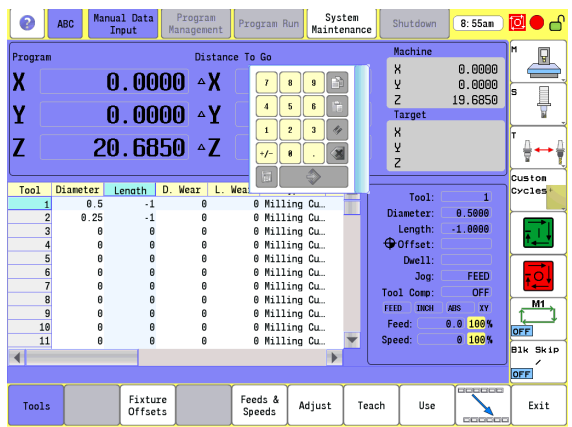 ? ABC Manual Data Input Program Management Program Run System Maintenance Shutdown 8:55am
Program Distance To Go Machine
X 0.0000 X
Y 0.0000 Y
Z 20.6850 Z
X 0.0000
Y 0.0000
Z 19.6850
Target
X
Y
Z
7 8 9
4 5 6
1 2 3
+/- 0 .
M
S
T
Custom Cycles
Tool Diameter Length D. Wear L. Wear
1 0.5 -1 0 0 Milling Cu…
2 0.25 -1 0 0 Milling Cu…
3 0 0 0 0 Milling Cu…
4 0 0 0 0 Milling Cu…
5 0 0 0 0 Milling Cu…
6 0 0 0 0 Milling Cu…
7 0 0 0 0 Milling Cu…
8 0 0 0 0 Milling Cu…
9 0 0 0 0 Milling Cu…
10 0 0 0 0 Milling Cu…
11 0 0 0 0 Milling Cu…
Tool: 1
Diameter: 0.5000
Length: -1.0000
Offset:
Dwell:
Jog: FEED
Tool Comp: OFF
FEED INCH ABS XY
Feed: 0.0 100%
Speed: 0 100%
M1
OFF
Blk Skip
/
OFF
Tools Fixture Offsets Feeds & Speeds Adjust Teach Use Exit